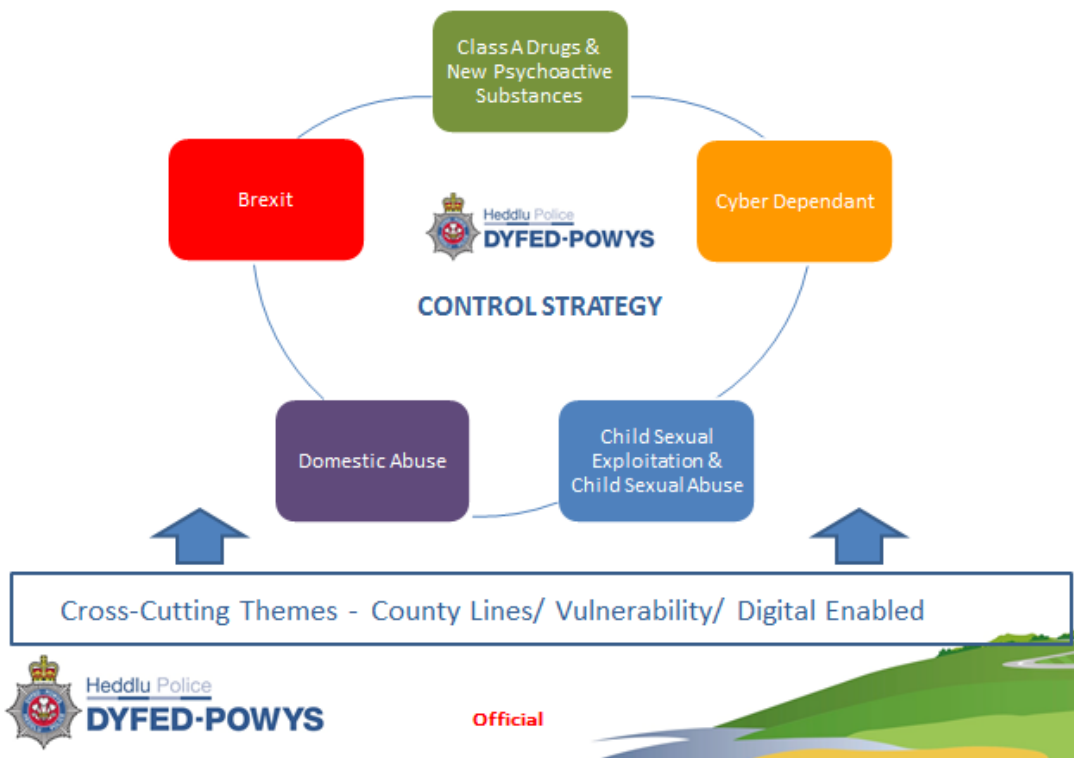 Class A Drugs &
New Psychoactive
Substances
Brexit
Cyber Dependant
Heddlu Police
DYFED-POWYS
CONTROL STRATEGY
Domestic Abuse
Child Sexual
Exploitation &
Child Sexual Abuse
Cross-Cutting Themes - County Lines/ Vulnerability/ Digital Enabled
Heddlu Police
DYFED-POWYS
Official